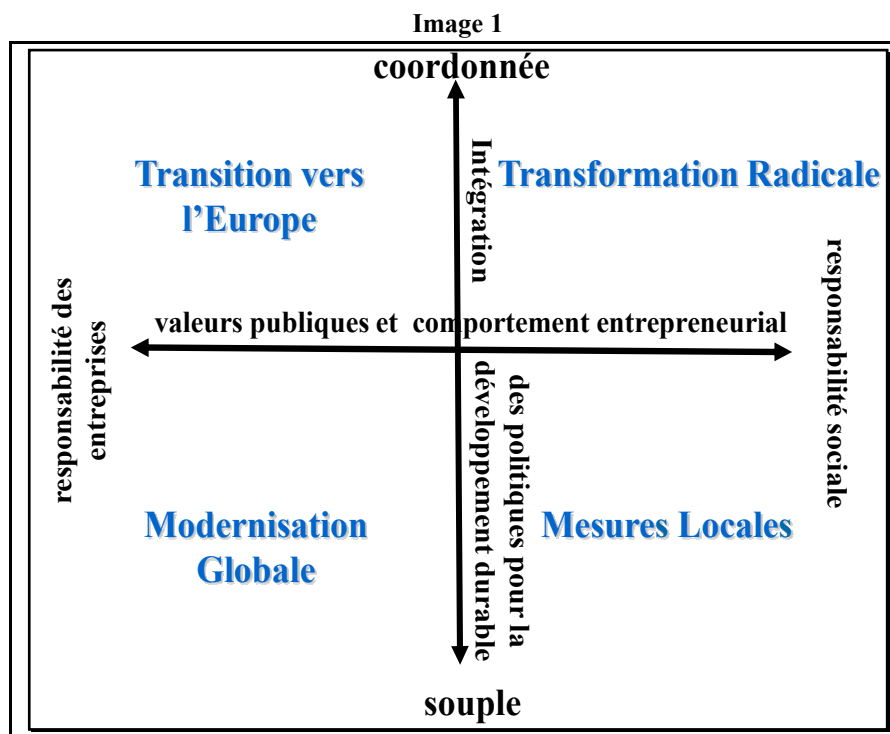 Image 1
coordonnée
Transition vers
l’Europe
Intégration
Transformation Radicale
responsabilité des
entreprises
valeurs publiques et comportement entrepreneurial
responsabilité sociale
des politiques pour la
développement durable
Modernisation
Globale
Mesures Locales
souple